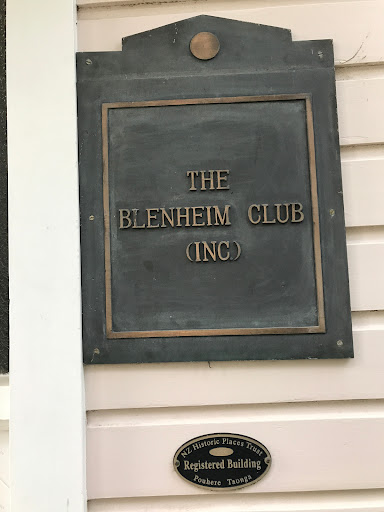 THE
BLENHEIM CLUB
(INC)
NZ Historic Places Trust
Registered Building
Pouhere Taonga